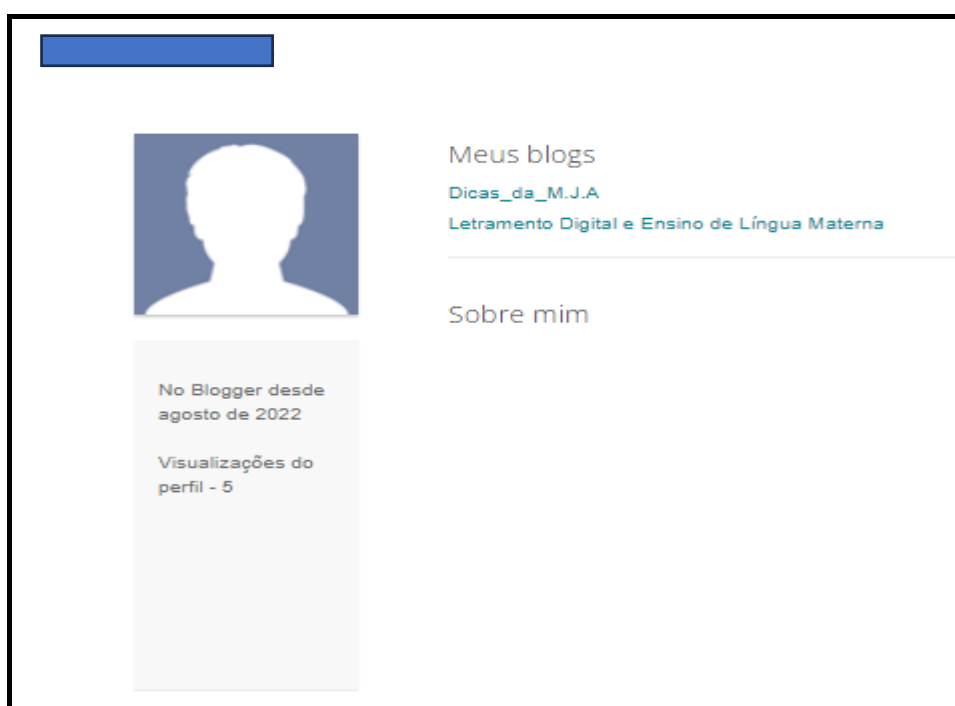 Meus blogs
Dicas_da_M.J.A
Letramento Digital e Ensino de Língua Materna
Sobre mim
No Blogger desde
agosto de 2022
Visualizações do
perfil - 5